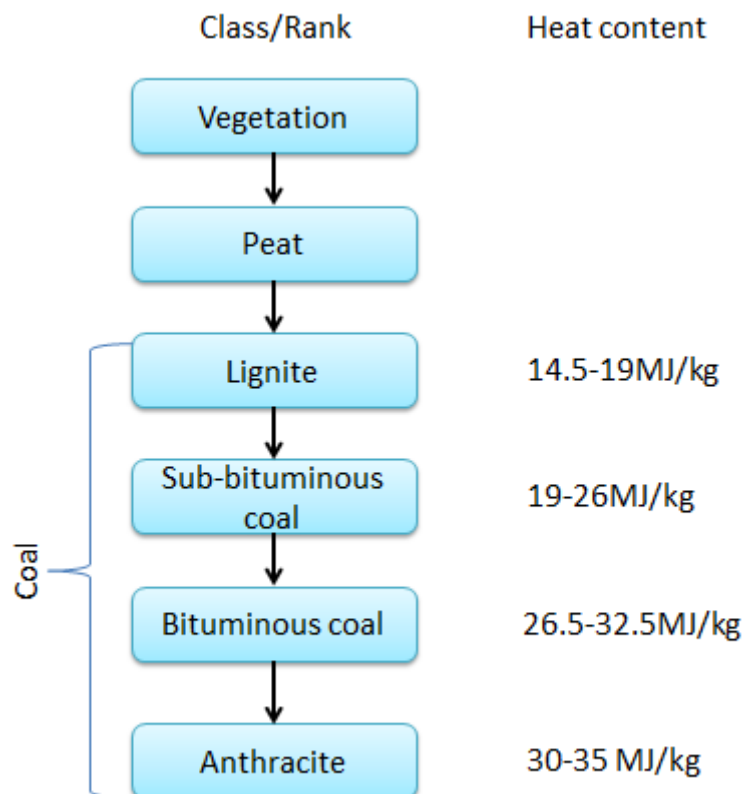 Class/Rank Heat content
Vegetation
Peat
Lignite 14.5-19MJ/kg
Sub-bituminous
coal 19-26MJ/kg
Coal
Bituminous coal 26.5-32.5MJ/kg
Anthracite 30-35 MJ/kg